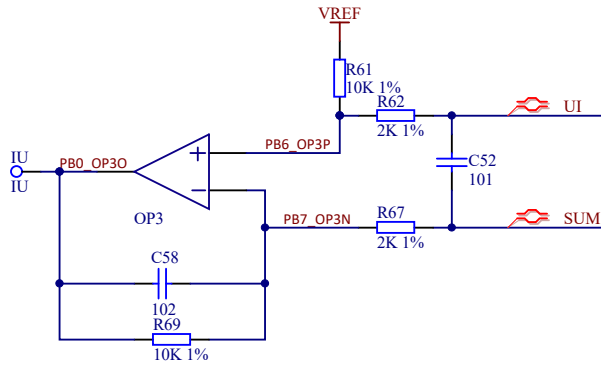 VREF
R61
10K 1%
R62
2K 1%
UI
IU
IU
PB0_OP3O
+
PB6_OP3P
C52
101
−
OP3
PB7_OP3N
R67
2K 1%
SUM
C58
102
R69
10K 1%